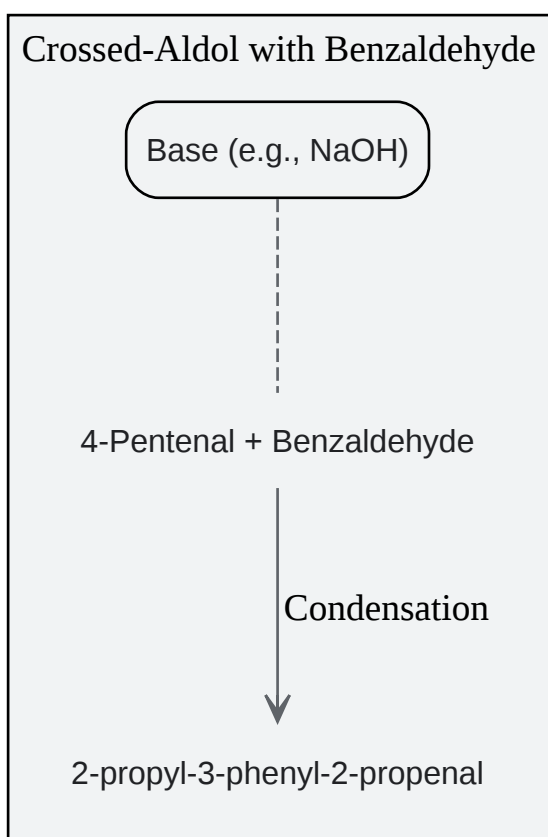 Crossed-Aldol with Benzaldehyde
Base (e.g., NaOH)
4-Pentenal + Benzaldehyde
Condensation
2-propyl-3-phenyl-2-propenal